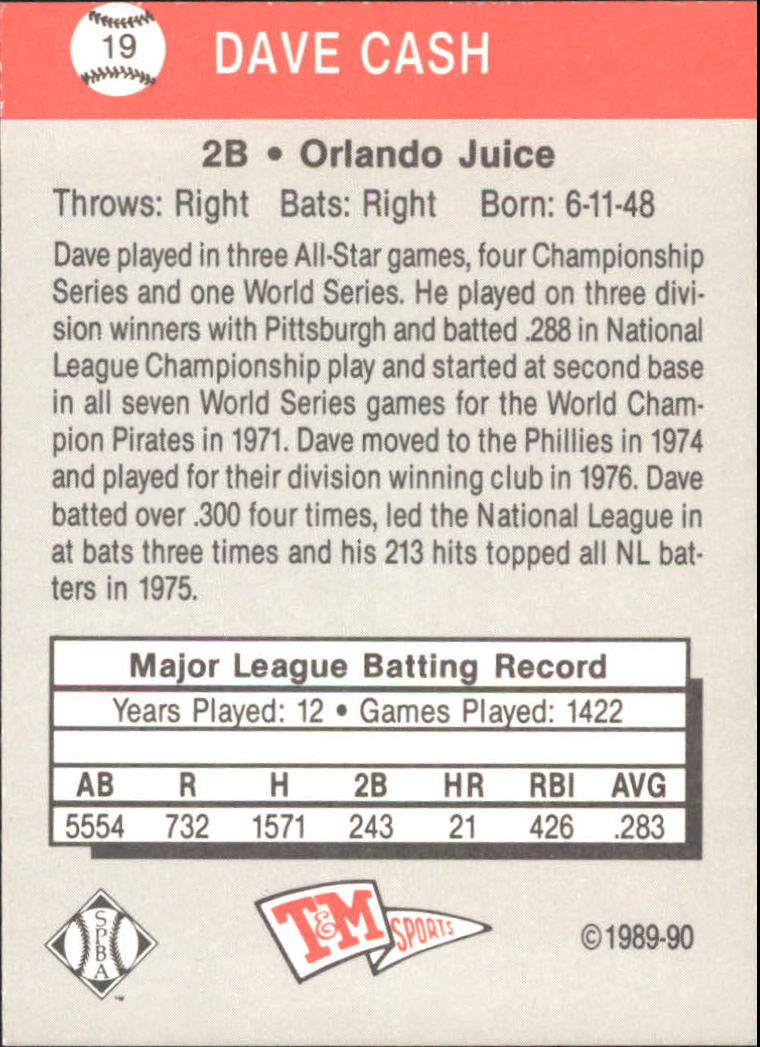 19
DAVE CASH
2B • Orlando Juice
Throws: Right Bats: Right Born: 6-11-48
Dave played in three All-Star games, four Championship
Series and one World Series. He played on three divi-
sion winners with Pittsburgh and batted .288 in National
League Championship play and started at second base
in all seven World Series games for the World Cham-
pion Pirates in 1971. Dave moved to the Phillies in 1974
and played for their division winning club in 1976. Dave
batted over .300 four times, led the National League in
at bats three times and his 213 hits topped all NL bat-
ters in 1975.
Major League Batting Record
Years Played: 12 • Games Played: 1422
AB R H 2B HR RBI AVG
5554 732 1571 243 21 426 .283
SPBA ™
T&M SPORTS
©1989-90